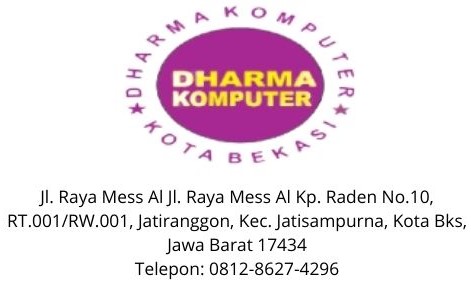 DHARMA KOMPUTER
DHARMA
KOMPUTER
★ KOTA BEKASI ★
Jl. Raya Mess Al Jl. Raya Mess Al Kp. Raden No.10,
RT.001/RW.001, Jatiranggon, Kec. Jatisampurna, Kota Bks,
Jawa Barat 17434
Telepon: 0812-8627-4296